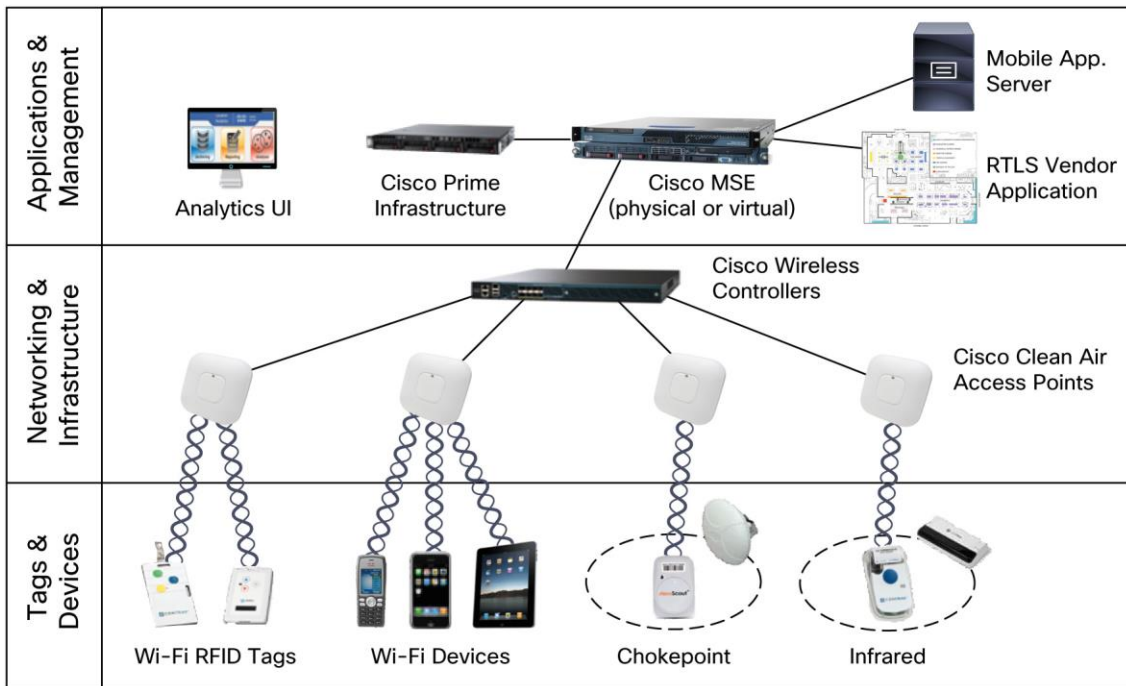 Applications &
Management
Analytics UI
Cisco Prime
Infrastructure
Cisco MSE
(physical or virtual)
Mobile App.
Server
RTLS Vendor
Application
Networking &
Infrastructure
Cisco Wireless
Controllers
Cisco Clean Air
Access Points
Tags &
Devices
Wi-Fi RFID Tags
Wi-Fi Devices
Chokepoint
Infrared